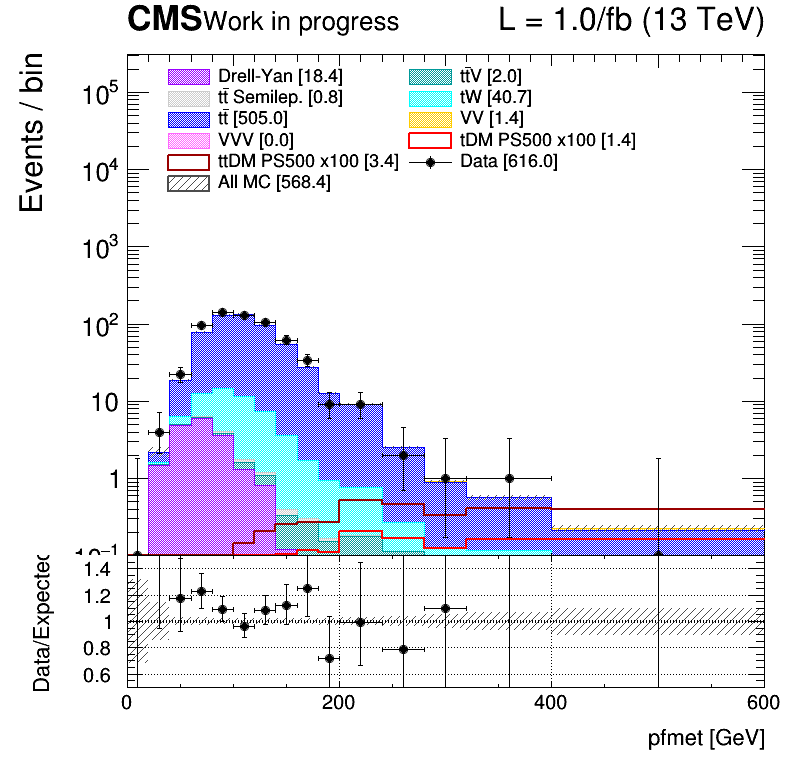 CMS Work in progress L = 1.0/fb (13 TeV)
Events / bin
Drell-Yan [18.4] tt̄V [2.0]
tt̄ Semilep. [0.8] tW [40.7]
tt̄ [505.0] VV [1.4]
VVV [0.0] tDM PS500 x100 [1.4]
ttDM PS500 x100 [3.4] Data [616.0]
All MC [568.4]
10⁵
10⁴
10³
10²
10
1
10⁻¹
Data/Expected
1.4
1.2
1
0.8
0.6
0 200 400 600
pfmet [GeV]